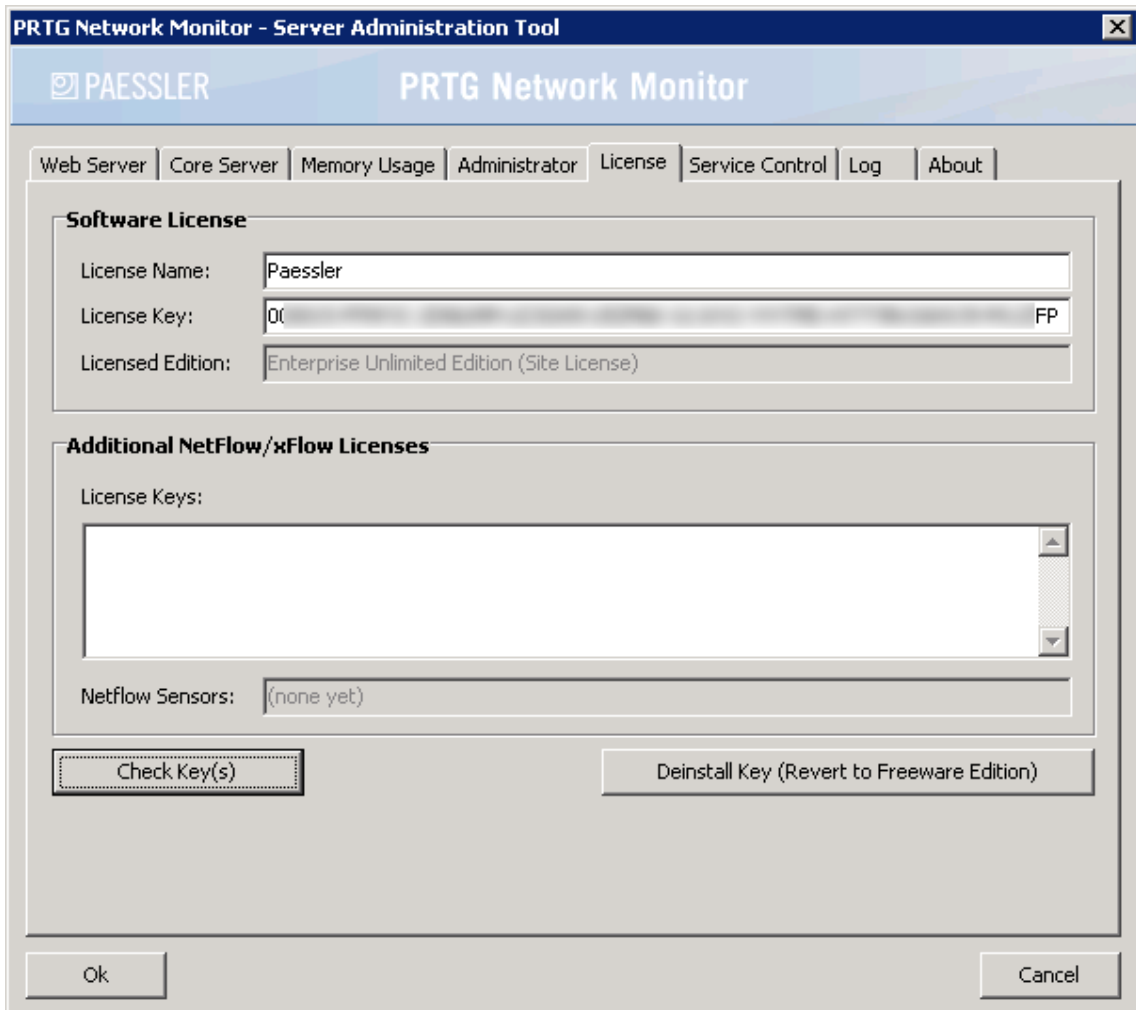 PRTG Network Monitor - Server Administration Tool
PAESSLER PRTG Network Monitor
Web Server Core Server Memory Usage Administrator License Service Control Log About
Software License
License Name: Paessler
License Key: 00 FP
Licensed Edition: Enterprise Unlimited Edition (Site License)
Additional NetFlow/xFlow Licenses
License Keys:
Netflow Sensors: (none yet)
Check Key(s) Deinstall Key (Revert to Freeware Edition)
Ok Cancel